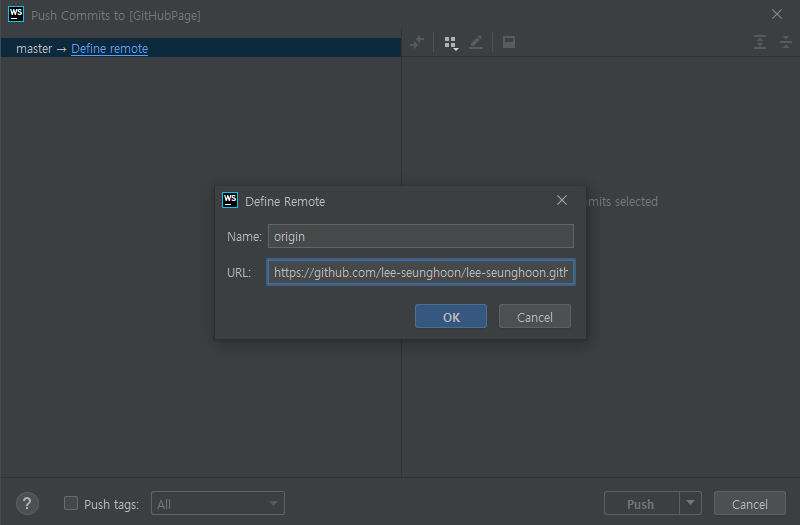 WS Push Commits to [GitHubPage]
master → Define remote
mits selected
WS Define Remote
Name: origin
URL: https://github.com/lee-seunghoon/lee-seunghoon.gith
OK Cancel
? Push tags: All Push Cancel